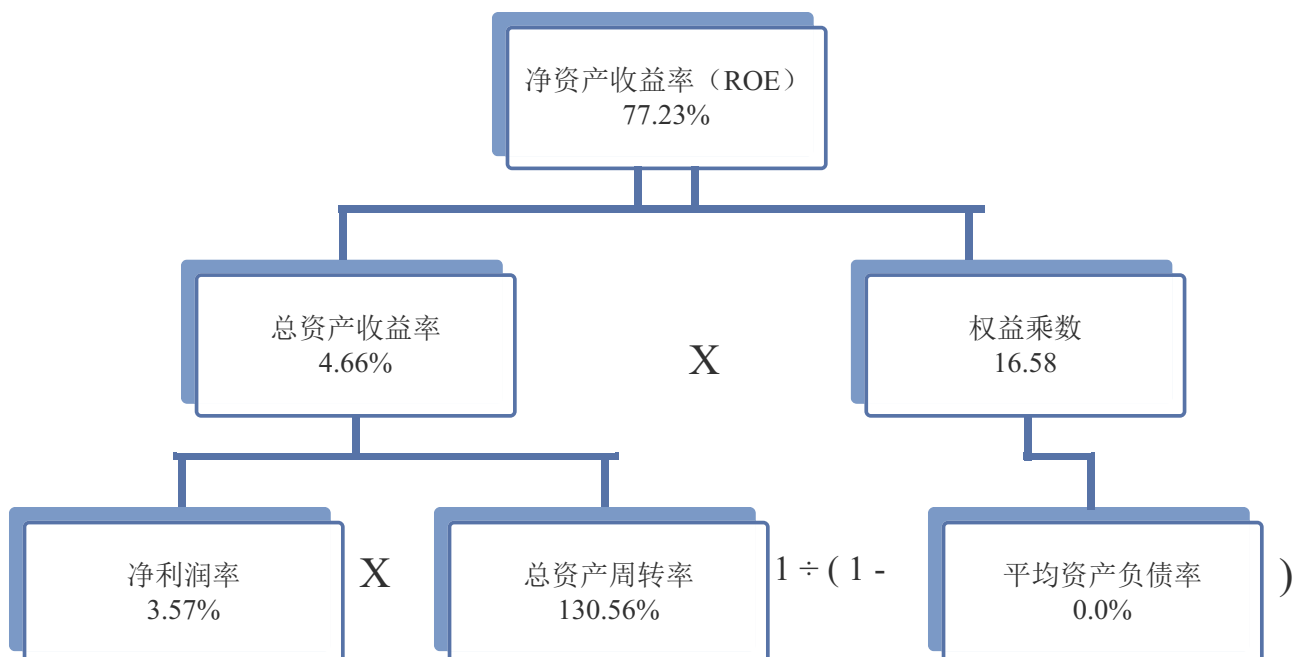 净资产收益率（ROE）
77.23%
总资产收益率
4.66%
X
权益乘数
16.58
净利润率
3.57%
X
总资产周转率
130.56%
1 ÷ ( 1 -
平均资产负债率
0.0%
)